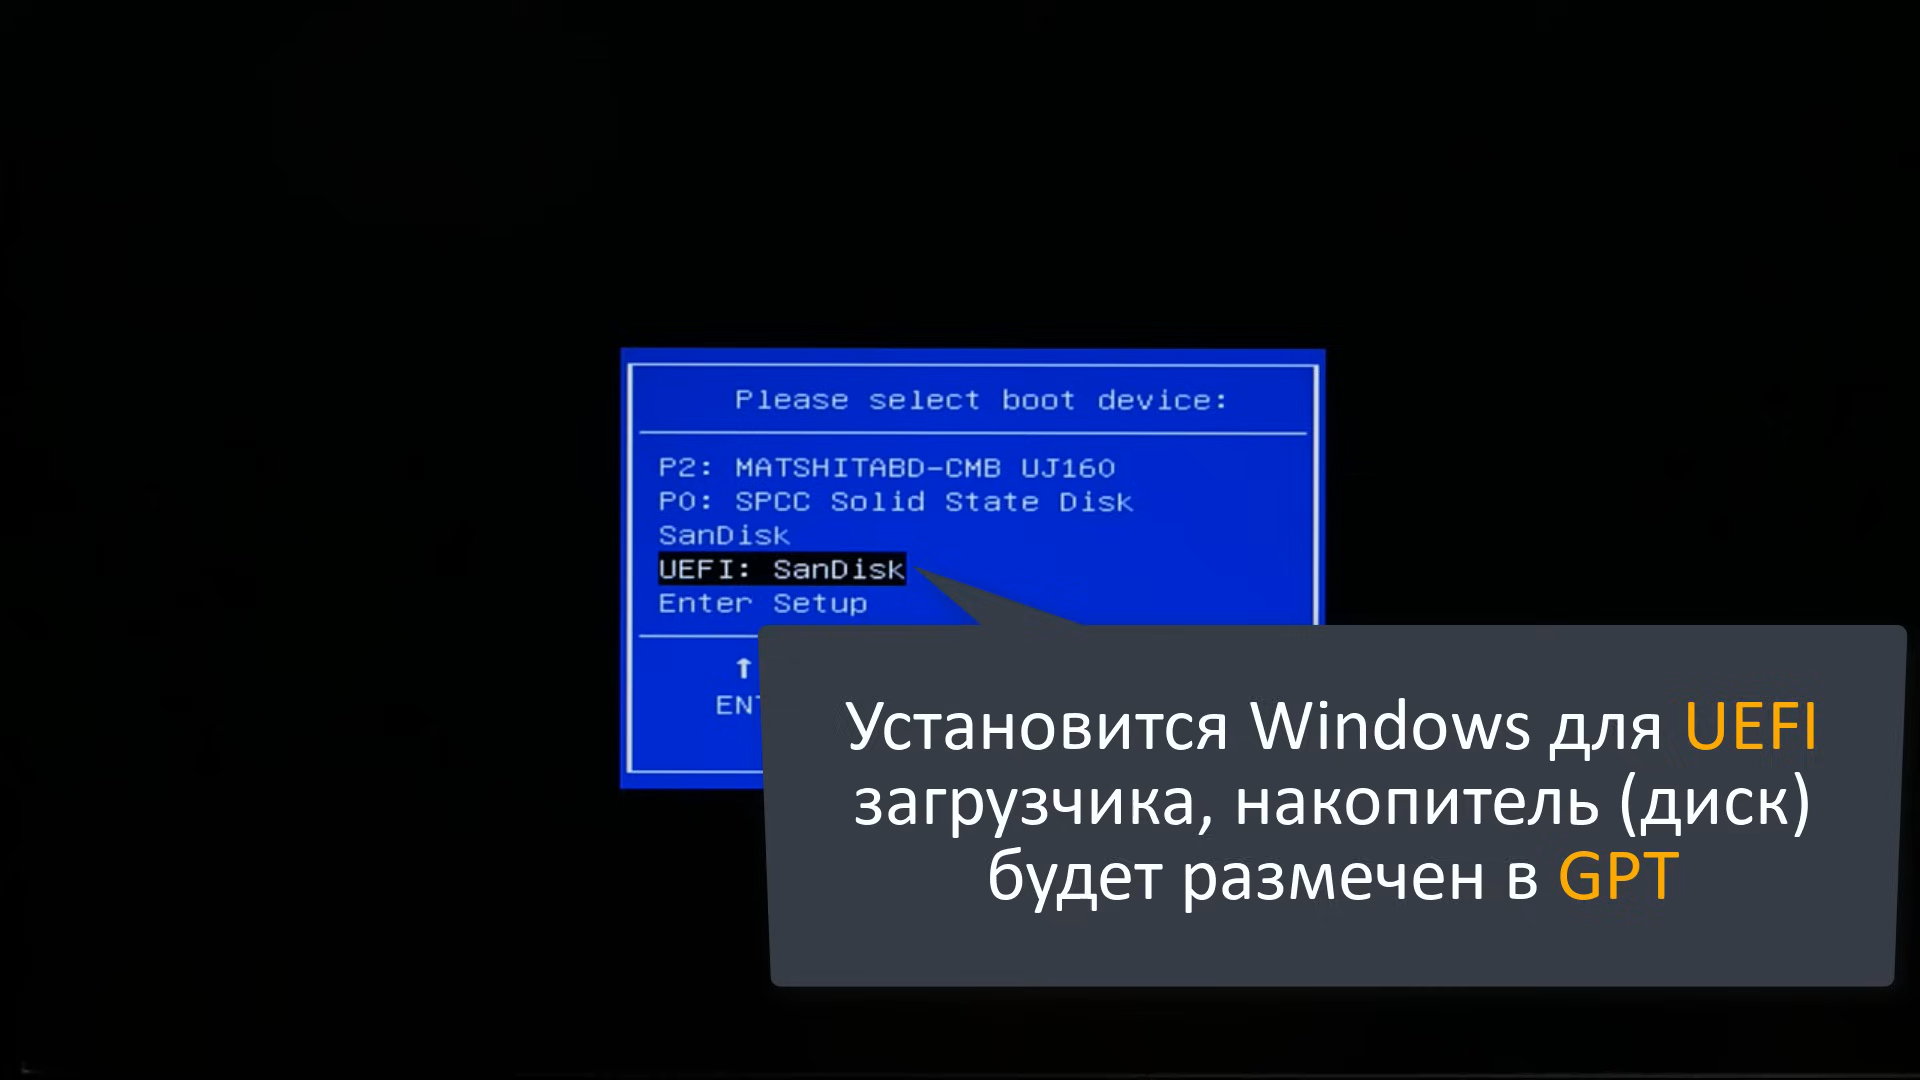 Please select boot device:
P2: MATSHITABD-CMB UJ160
P0: SPCC Solid State Disk
SanDisk
UEFI: SanDisk
Enter Setup
↑
Установится Windows для UEFI
загрузчика, накопитель (диск)
будет размечен в GPT